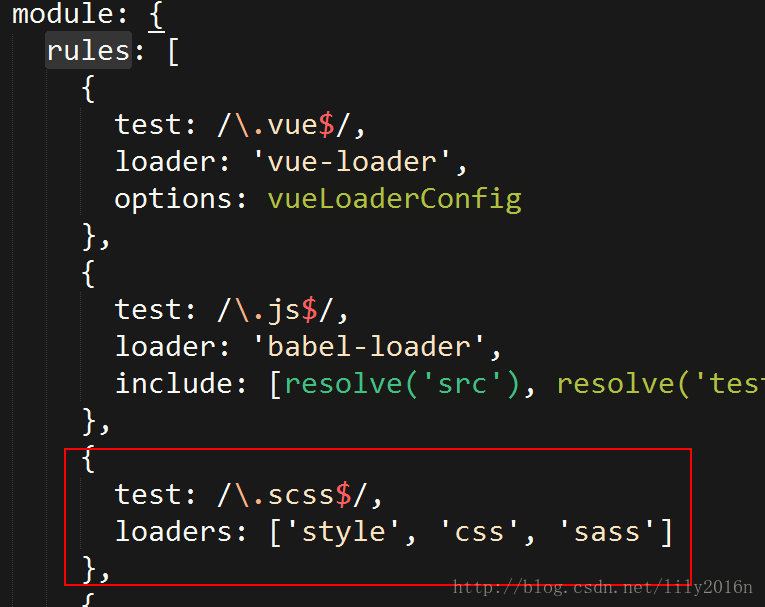 module: {
rules: [
{
test: /\.vue$/,
loader: 'vue-loader',
options: vueLoaderConfig
},
{
test: /\.js$/,
loader: 'babel-loader',
include: [resolve('src'), resolve('test
},
{
test: /\.scss$/,
loaders: ['style', 'css', 'sass']
},
{
http://blog.csdn.net/lily2016n